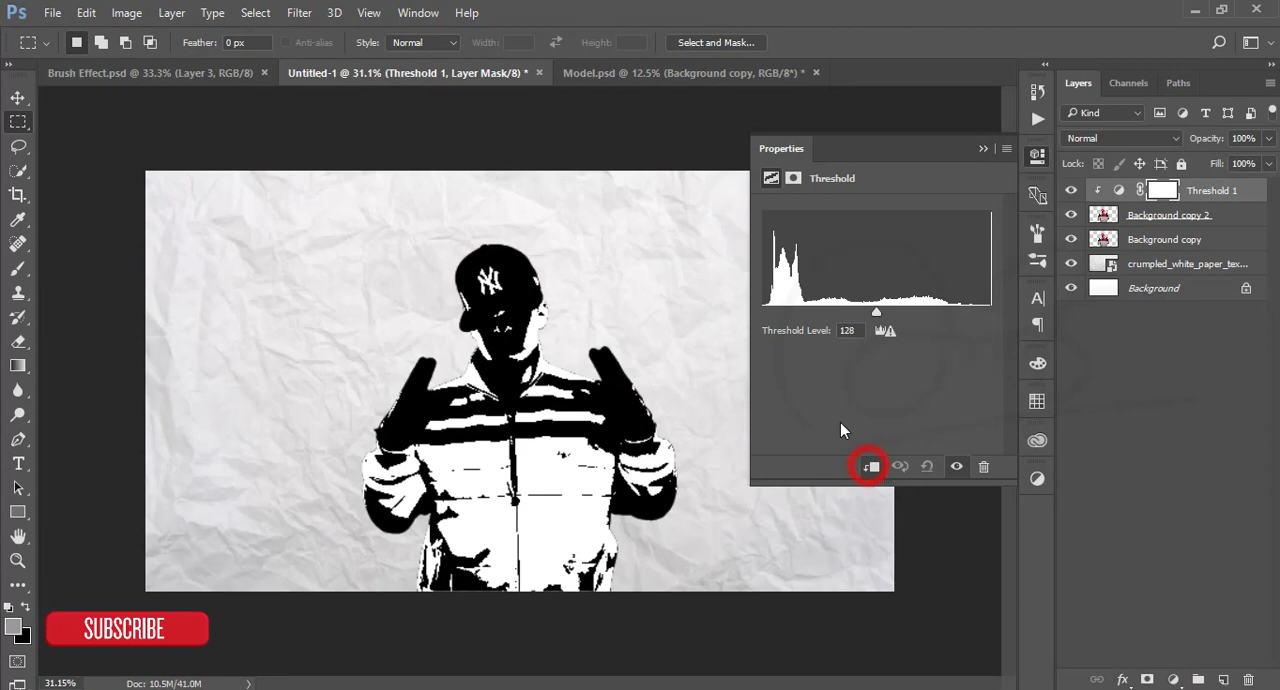 Ps File Edit Image Layer Type Select Filter 3D View Window Help
Feather: 0 px Anti-alias Style: Normal Width: Height: Select and Mask...
Brush Effect.psd @ 33.3% (Layer 3, RGB/8) × Untitled-1 @ 31.1% (Threshold 1, Layer Mask/8) * × Model.psd @ 12.5% (Background copy, RGB/8*) * ×
Layers Channels Paths
Kind
Normal Opacity: 100%
Lock: Fill: 100%
Properties
Threshold
Threshold Level: 128
Threshold 1
Background copy 2
Background copy
crumpled_white_paper_tex...
Background
NY
SUBSCRIBE
31.15% Doc: 10.5M/41.0M